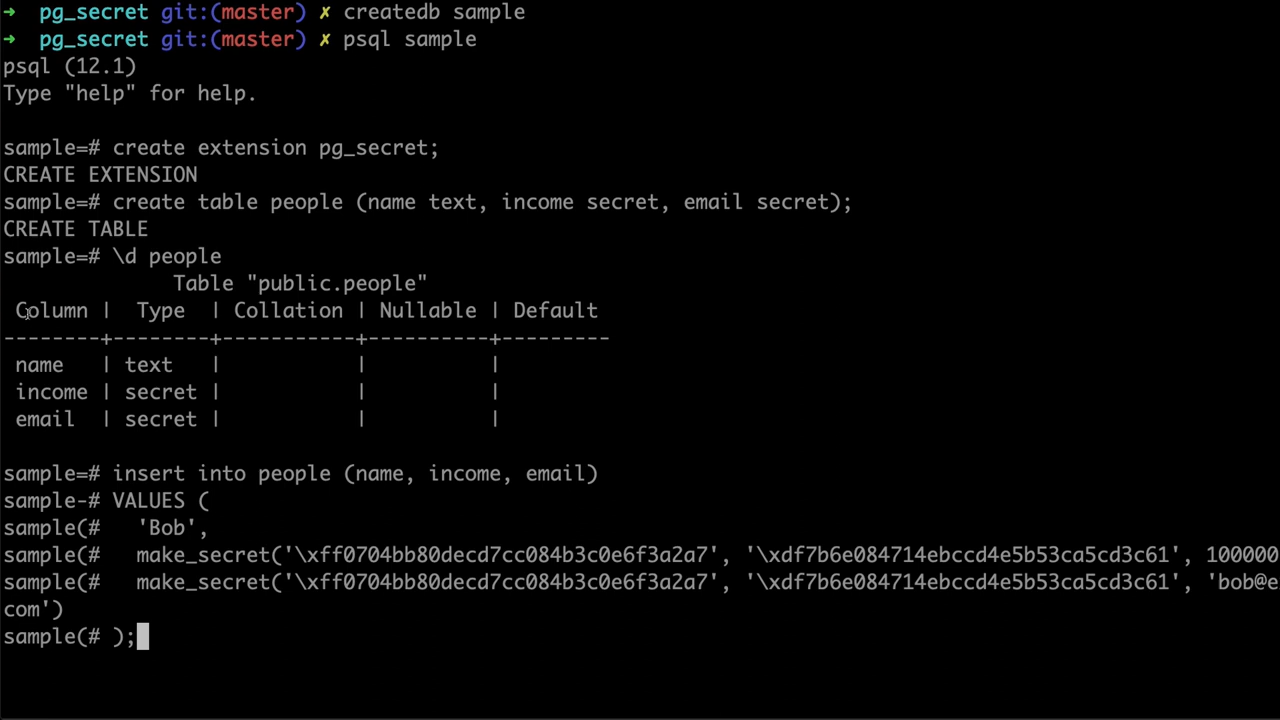 → pg_secret git:(master) ✗ createdb sample
→ pg_secret git:(master) ✗ psql sample
psql (12.1)
Type "help" for help.
sample=# create extension pg_secret;
CREATE EXTENSION
sample=# create table people (name text, income secret, email secret);
CREATE TABLE
sample=# \d people
Table "public.people"
Column | Type | Collation | Nullable | Default
--------+--------+-----------+----------+---------
name | text | | |
income | secret | | |
email | secret | | |
sample=# insert into people (name, income, email)
sample-# VALUES (
sample(# 'Bob',
sample(# make_secret('\xff0704bb80decd7cc084b3c0e6f3a2a7', '\xdf7b6e084714ebccd4e5b53ca5cd3c61', 100000
sample(# make_secret('\xff0704bb80decd7cc084b3c0e6f3a2a7', '\xdf7b6e084714ebccd4e5b53ca5cd3c61', 'bob@e
com')
sample(# );